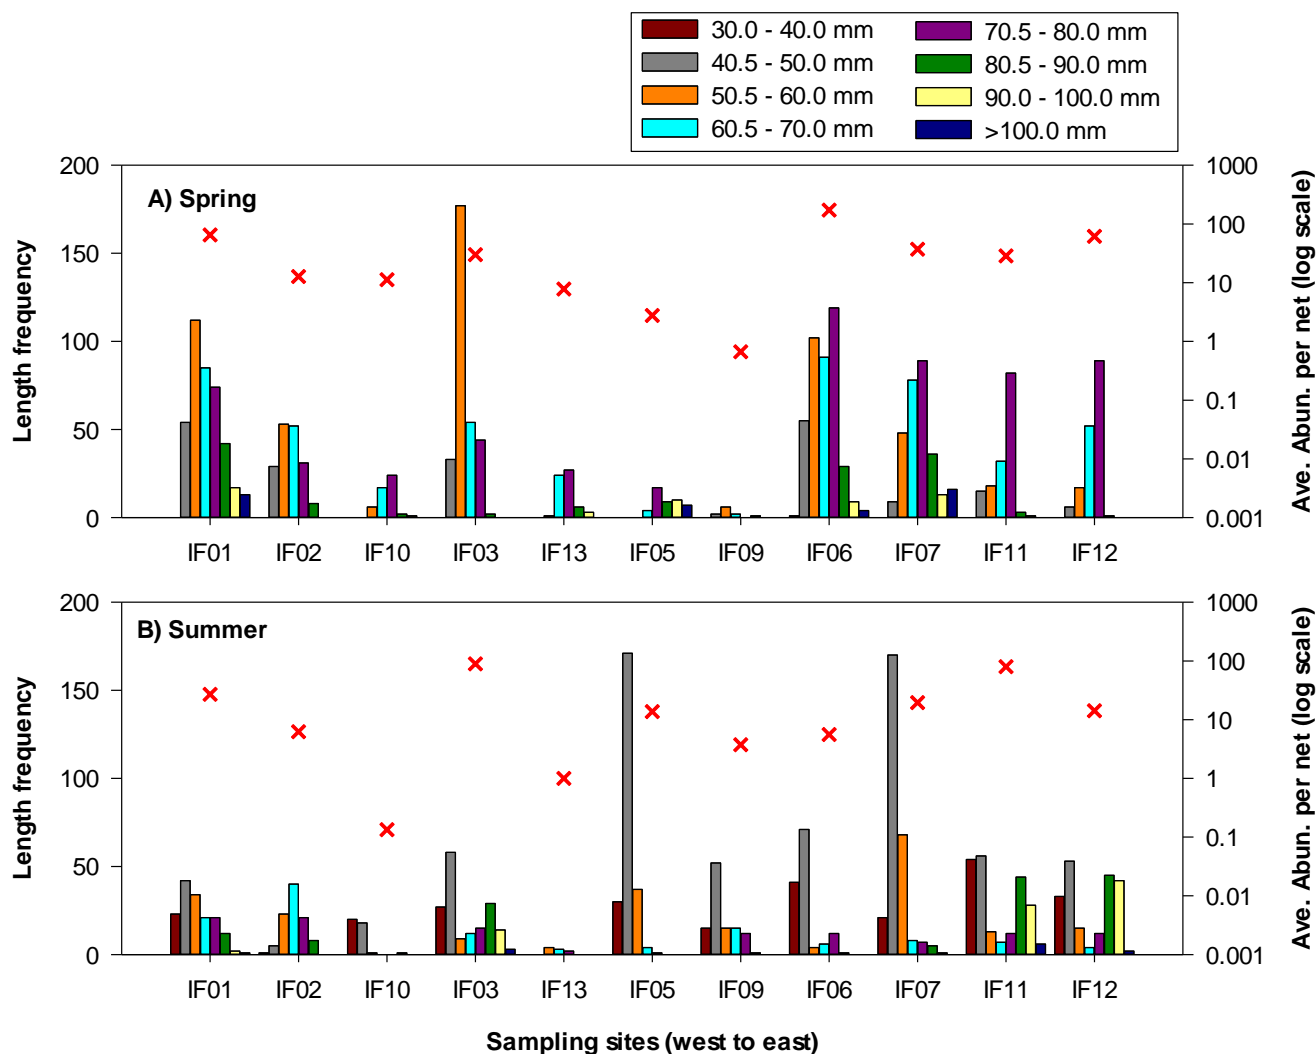 30.0 - 40.0 mm 70.5 - 80.0 mm
40.5 - 50.0 mm 80.5 - 90.0 mm
50.5 - 60.0 mm 90.0 - 100.0 mm
60.5 - 70.0 mm >100.0 mm
A) Spring
Length frequency
200
150
100
50
0
Ave. Abun. per net (log scale)
1000
100
10
1
0.1
0.01
0.001
IF01 IF02 IF10 IF03 IF13 IF05 IF09 IF06 IF07 IF11 IF12
B) Summer
Length frequency
200
150
100
50
0
Ave. Abun. per net (log scale)
1000
100
10
1
0.1
0.01
0.001
IF01 IF02 IF10 IF03 IF13 IF05 IF09 IF06 IF07 IF11 IF12
Sampling sites (west to east)